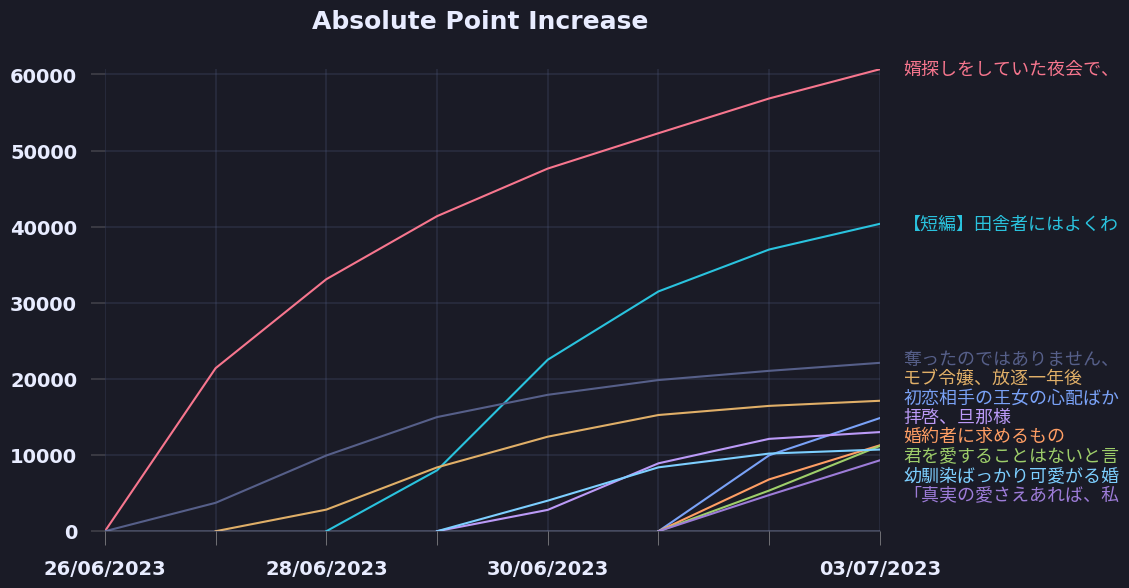 Absolute Point Increase
60000
50000
40000
30000
20000
10000
0
26/06/2023
28/06/2023
30/06/2023
03/07/2023
婿探しをしていた夜会で、
【短編】田舎者にはよくわ
奪ったのではありません、
モブ令嬢、放逐一年後
初恋相手の王女の心配ばか
拝啓、旦那様
婚約者に求めるもの
君を愛することはないと言
幼馴染ばっかり可愛がる婚
「真実の愛さえあれば、私